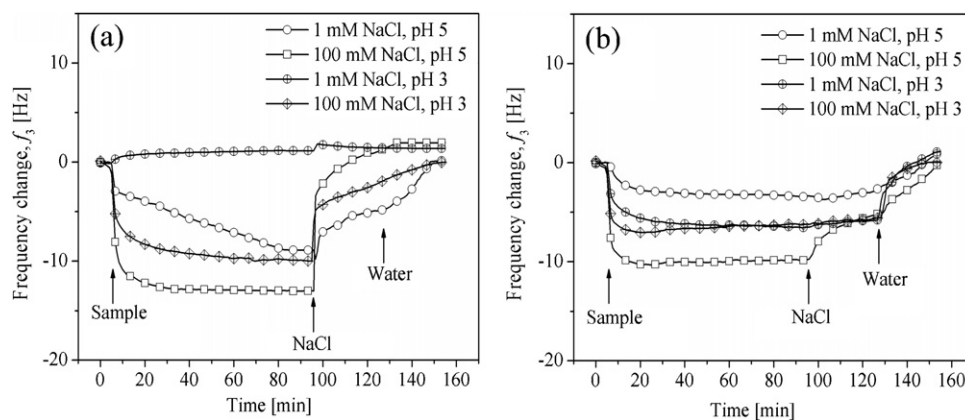 (a)
1 mM NaCl, pH 5
100 mM NaCl, pH 5
1 mM NaCl, pH 3
100 mM NaCl, pH 3
Frequency change, f3 [Hz]
10
0
-10
-20
Sample
NaCl
Water
0 20 40 60 80 100 120 140 160
Time [min]
(b)
1 mM NaCl, pH 5
100 mM NaCl, pH 5
1 mM NaCl, pH 3
100 mM NaCl, pH 3
Frequency change, f3 [Hz]
10
0
-10
-20
Sample
NaCl
Water
0 20 40 60 80 100 120 140 160
Time [min]